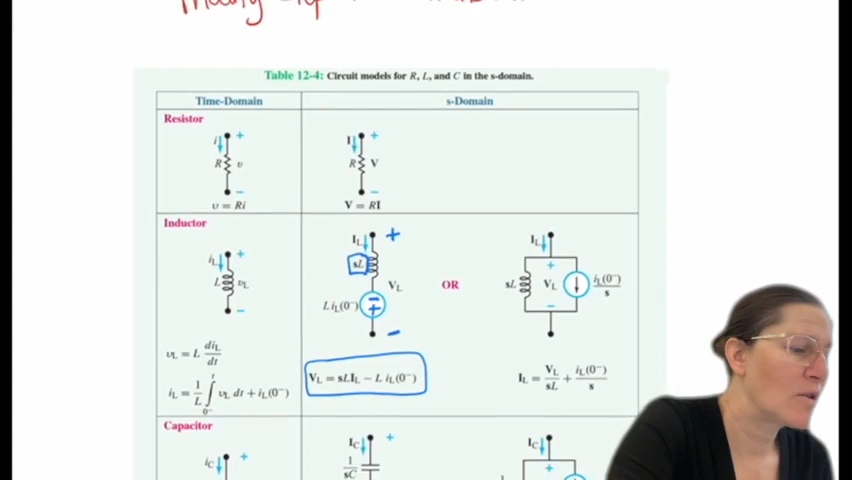 Table 12-4: Circuit models for R, L, and C in the s-domain.
Time-Domain
s-Domain
Resistor
i + R υ −
υ = Ri
I + R V −
V = RI
Inductor
iL + L υL −
υL = L diL/dt
iL = 1/L ∫ 0− t υL dt + iL(0−)
IL + sL VL L iL(0−) − + −
VL = sLIL − L iL(0−)
OR
IL + sL VL − iL(0−)/s
IL = VL/sL + iL(0−)/s
Capacitor
iC +
IC + 1/sC
IC +